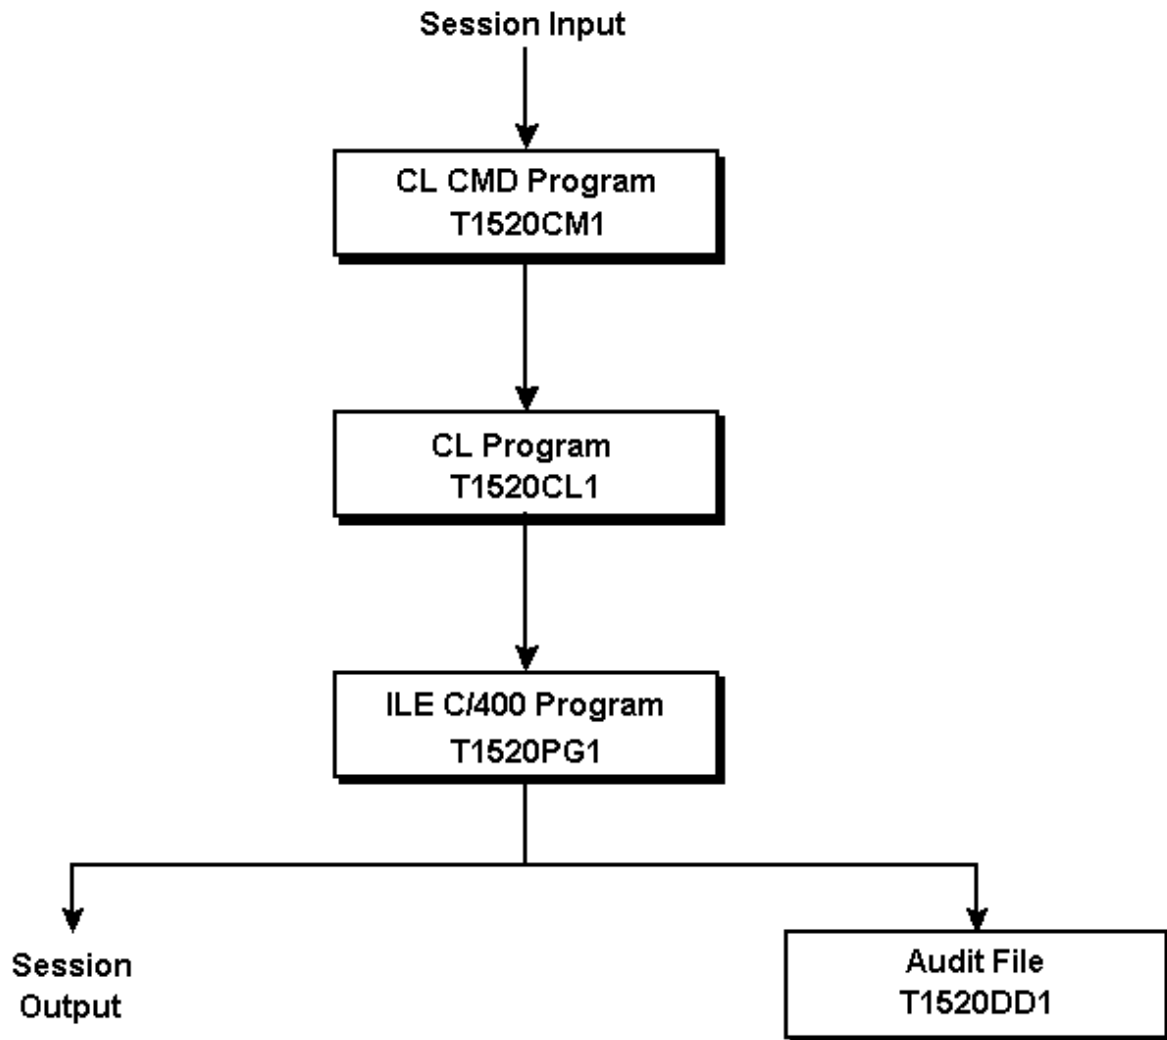 Session Input
CL CMD Program
T1520CM1
CL Program
T1520CL1
ILE C/400 Program
T1520PG1
Session
Output
Audit File
T1520DD1